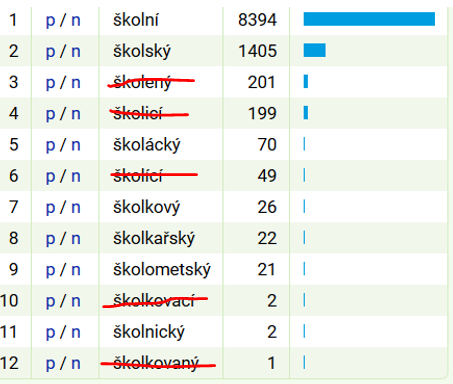 1 p / n školní 8394
2 p / n školský 1405
3 p / n školený 201
4 p / n školicí 199
5 p / n školácký 70
6 p / n školící 49
7 p / n školkový 26
8 p / n školkařský 22
9 p / n školometský 21
10 p / n školkovací 2
11 p / n školnický 2
12 p / n školkovaný 1